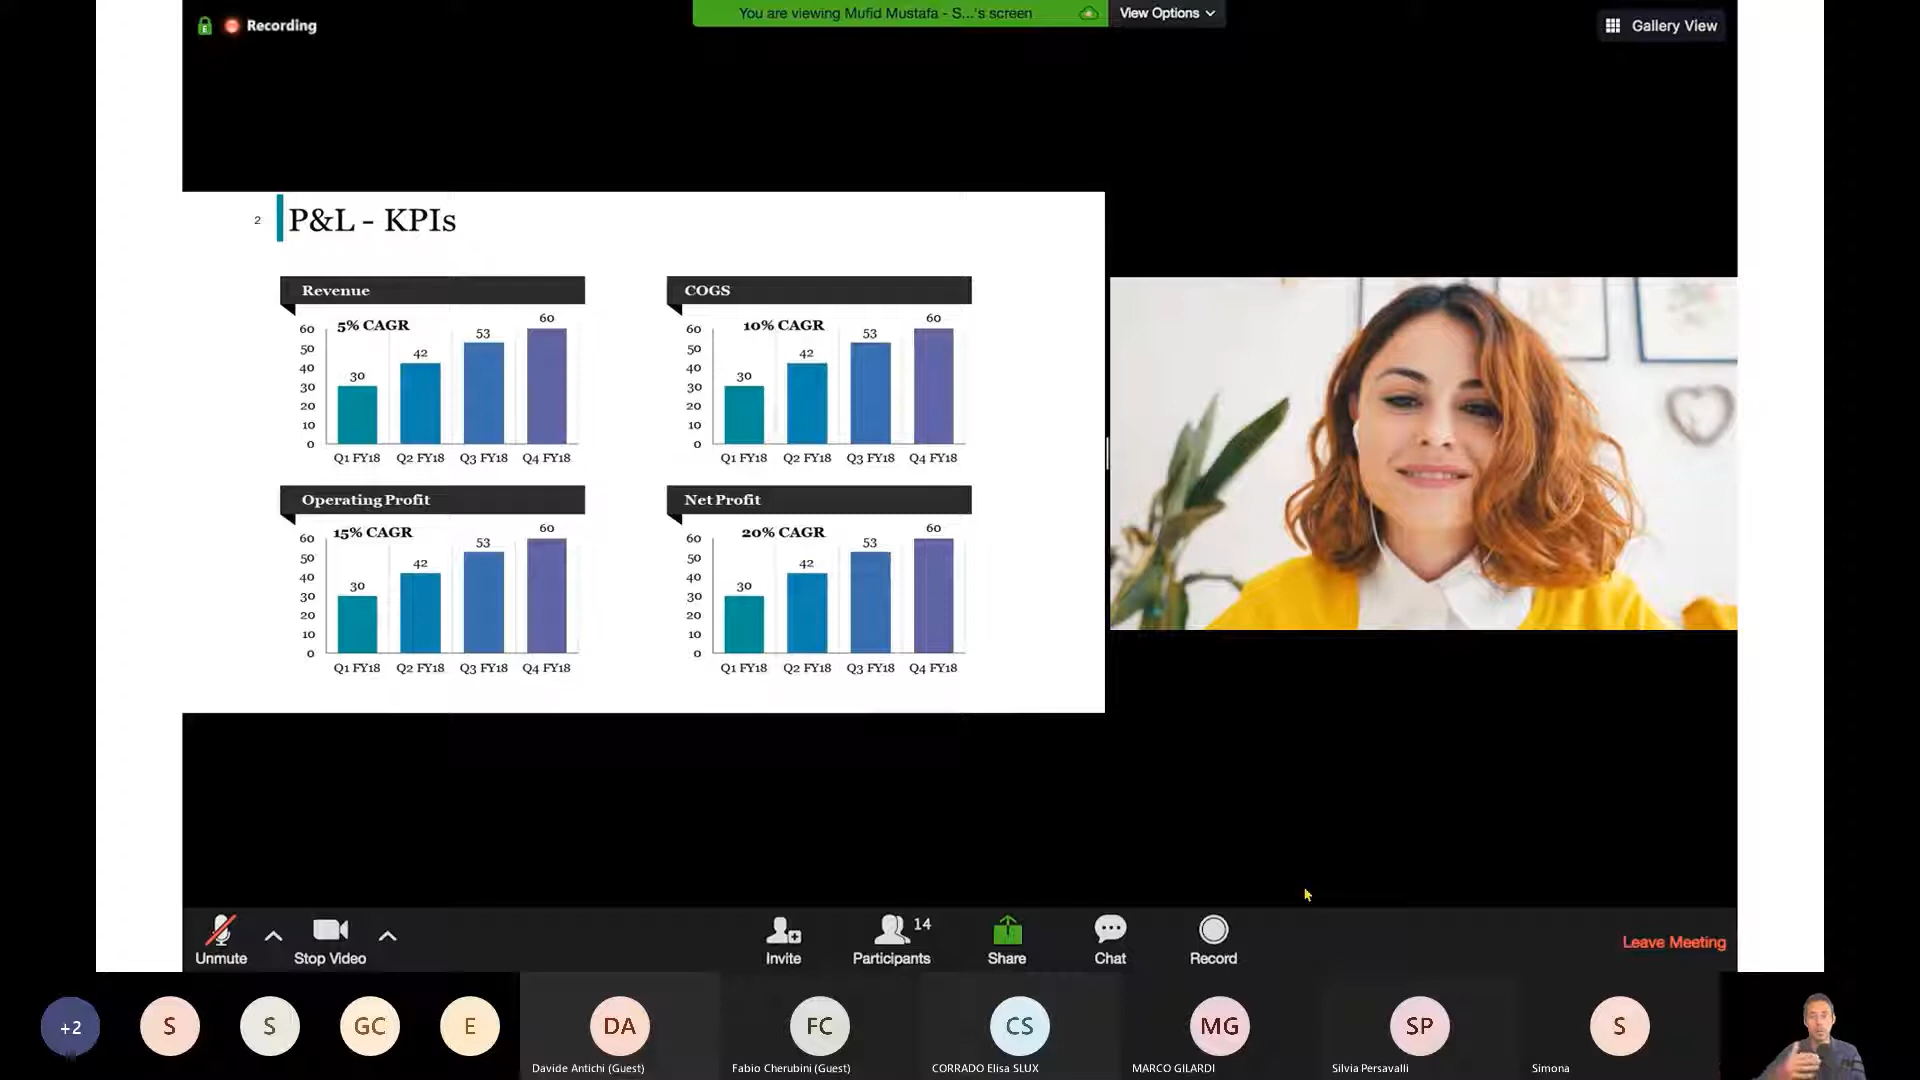 Recording
You are viewing Mufid Mustafa - S...'s screen
View Options
Gallery View
2
P&L - KPIs
Revenue
5% CAGR
60
50
40
30
20
10
0
30
42
53
60
Q1 FY18 Q2 FY18 Q3 FY18 Q4 FY18
COGS
10% CAGR
60
50
40
30
20
10
0
30
42
53
60
Q1 FY18 Q2 FY18 Q3 FY18 Q4 FY18
Operating Profit
15% CAGR
60
50
40
30
20
10
0
30
42
53
60
Q1 FY18 Q2 FY18 Q3 FY18 Q4 FY18
Net Profit
20% CAGR
60
50
40
30
20
10
0
30
42
53
60
Q1 FY18 Q2 FY18 Q3 FY18 Q4 FY18
Unmute
Stop Video
Invite
14
Participants
Share
Chat
Record
Leave Meeting
+2
S
S
GC
E
DA
FC
CS
MG
SP
S
Davide Antichi (Guest)
Fabio Cherubini (Guest)
CORRADO Elisa SLUX
MARCO GILARDI
Silvia Persavalli
Simona